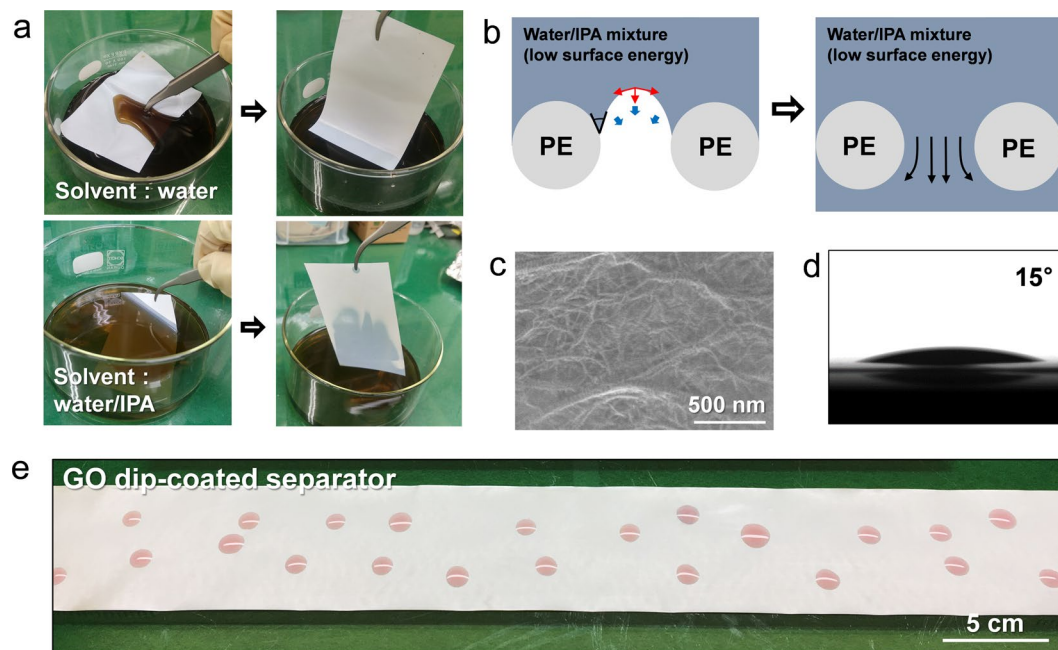 a
Solvent : water
Solvent :
water/IPA
b
Water/IPA mixture
(low surface energy)
PE
PE
Water/IPA mixture
(low surface energy)
PE
PE
c
500 nm
d
15°
e
GO dip-coated separator
5 cm